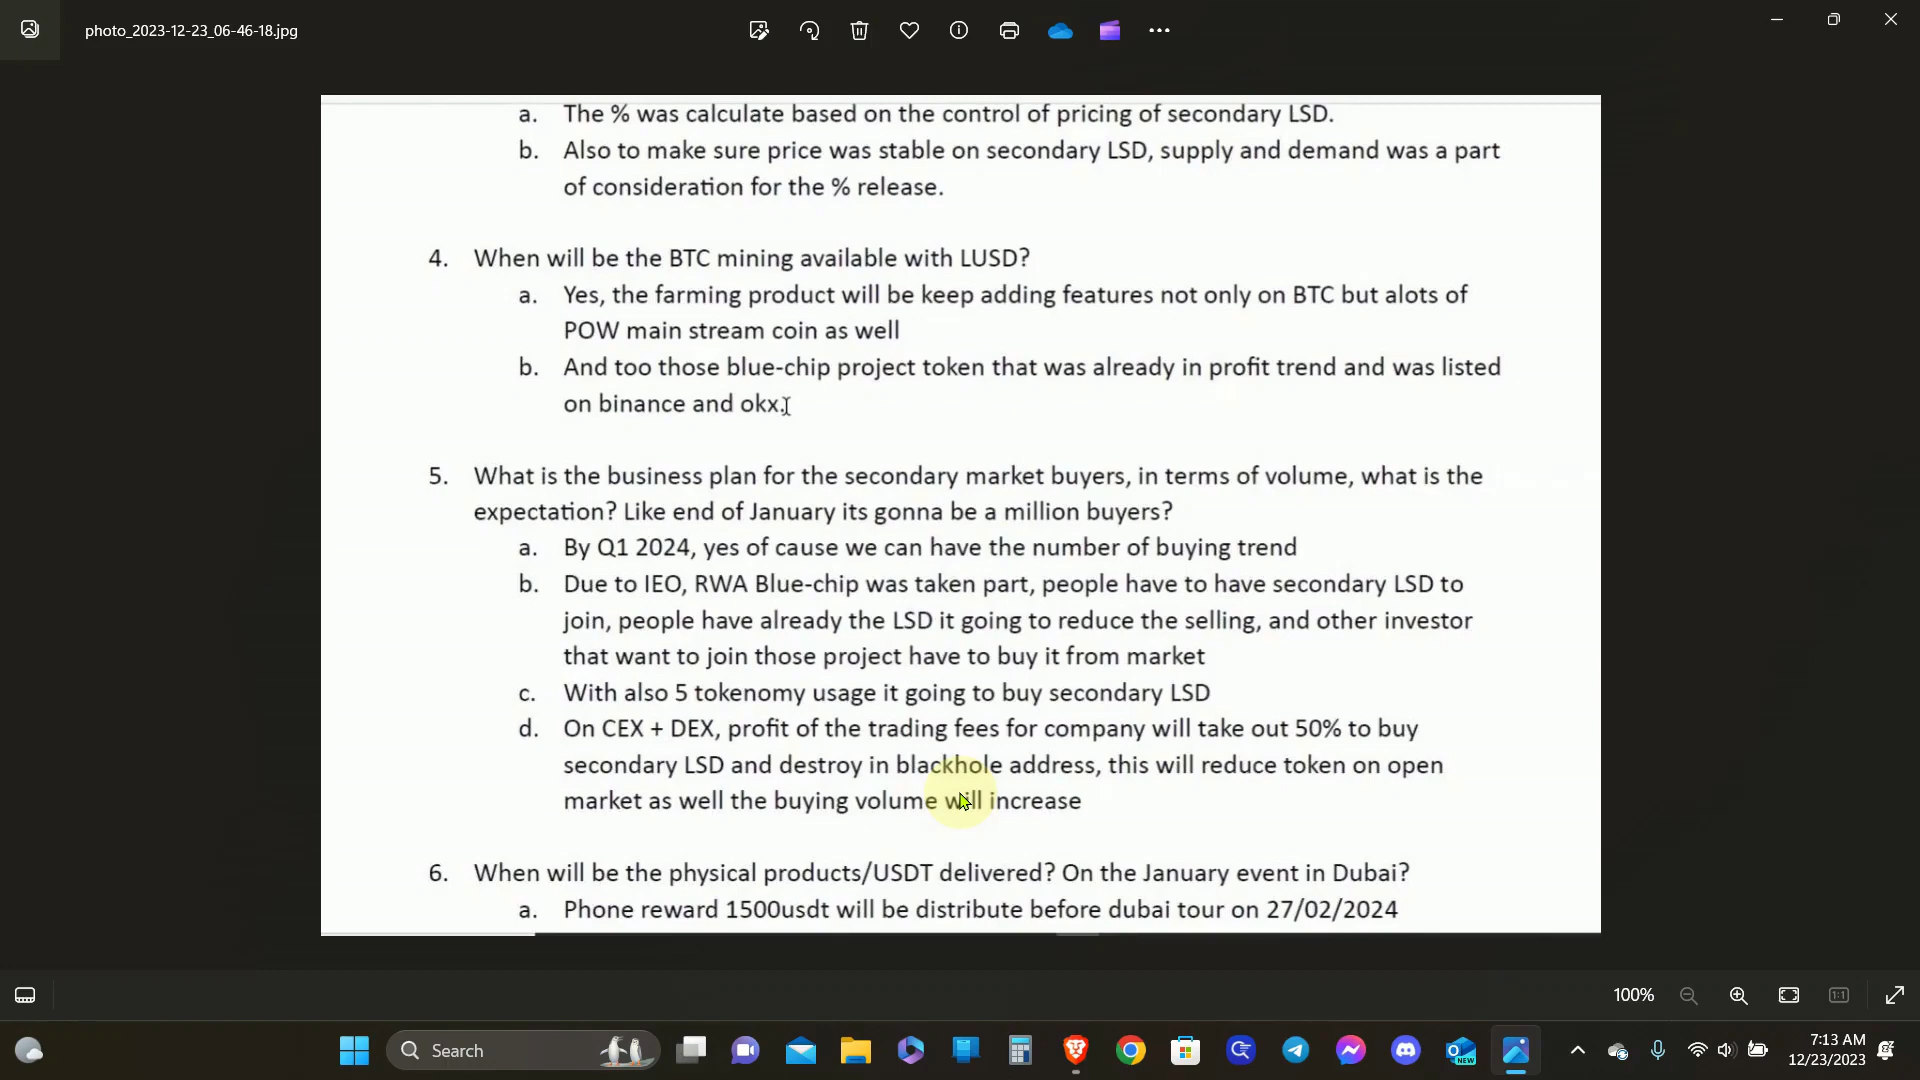 photo_2023-12-23_06-46-18.jpg
a. The % was calculate based on the control of pricing of secondary LSD.
b. Also to make sure price was stable on secondary LSD, supply and demand was a part
of consideration for the % release.
4. When will be the BTC mining available with LUSD?
a. Yes, the farming product will be keep adding features not only on BTC but alots of
POW main stream coin as well
b. And too those blue-chip project token that was already in profit trend and was listed
on binance and okx.
5. What is the business plan for the secondary market buyers, in terms of volume, what is the
expectation? Like end of January its gonna be a million buyers?
a. By Q1 2024, yes of cause we can have the number of buying trend
b. Due to IEO, RWA Blue-chip was taken part, people have to have secondary LSD to
join, people have already the LSD it going to reduce the selling, and other investor
that want to join those project have to buy it from market
c. With also 5 tokenomy usage it going to buy secondary LSD
d. On CEX + DEX, profit of the trading fees for company will take out 50% to buy
secondary LSD and destroy in blackhole address, this will reduce token on open
market as well the buying volume will increase
6. When will be the physical products/USDT delivered? On the January event in Dubai?
a. Phone reward 1500usdt will be distribute before dubai tour on 27/02/2024
100%
1:1
Search
NEW
7:13 AM
12/23/2023